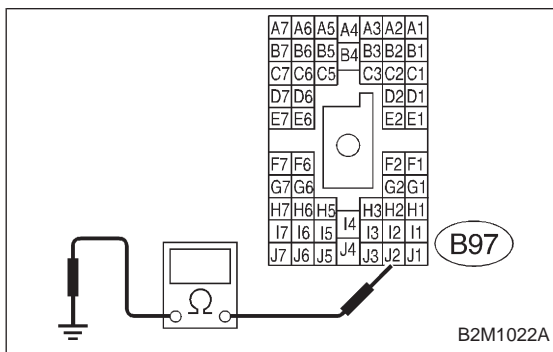 A7 A6 A5 A4 A3 A2 A1
B7 B6 B5 B4 B3 B2 B1
C7 C6 C5 C3 C2 C1
D7 D6 D2 D1
E7 E6 E2 E1
F7 F6 F2 F1
G7 G6 G2 G1
H7 H6 H5 H3 H2 H1
I7 I6 I5 I4 I3 I2 I1
J7 J6 J5 J4 J3 J2 J1
B97
Ω
B2M1022A